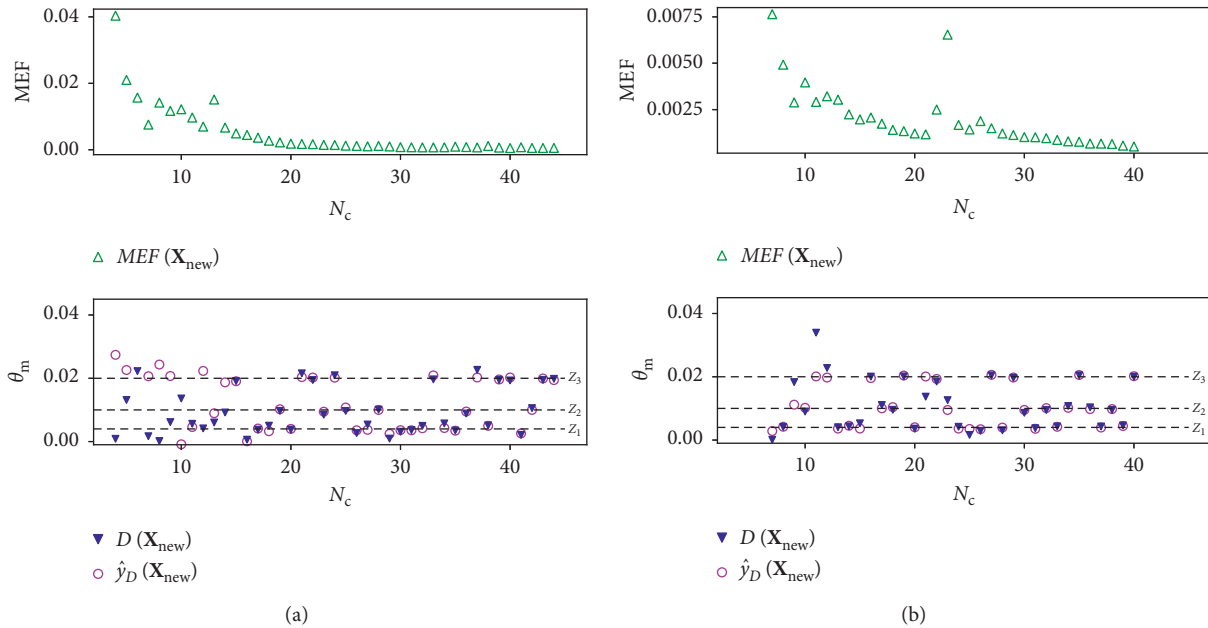 0.04
0.02
0.00
MEF
10
20
30
40
N_c
△ MEF (X_new)
0.04
0.02
0.00
θ_m
Z_3
Z_2
Z_1
10
20
30
40
N_c
▼ D (X_new)
○ ŷ_D (X_new)
(a)
0.0075
0.005
0.0025
MEF
10
20
30
40
N_c
△ MEF (X_new)
0.04
0.02
0.00
θ_m
Z_3
Z_2
Z_1
10
20
30
40
N_c
▼ D (X_new)
○ ŷ_D (X_new)
(b)